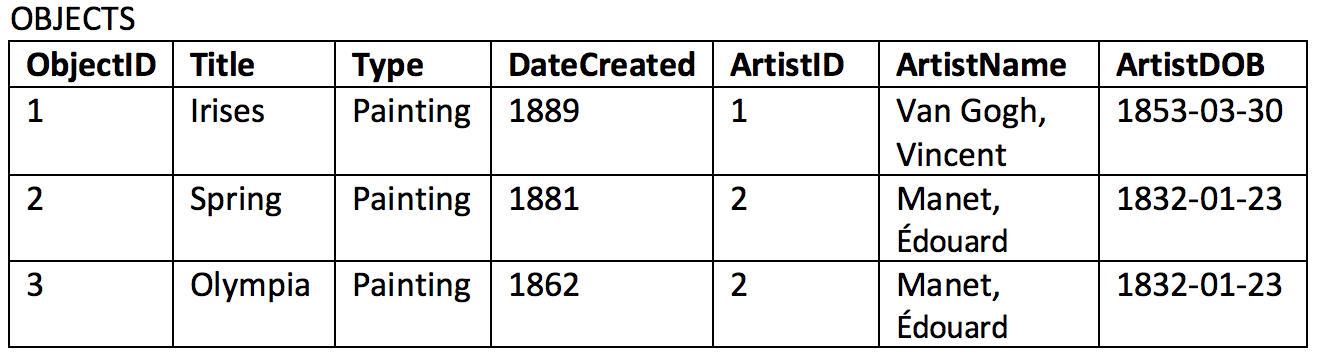 OBJECTS
ObjectID Title Type DateCreated ArtistID ArtistName ArtistDOB
1 Irises Painting 1889 1 Van Gogh, 1853-03-30
Vincent
2 Spring Painting 1881 2 Manet, 1832-01-23
Édouard
3 Olympia Painting 1862 2 Manet, 1832-01-23
Édouard